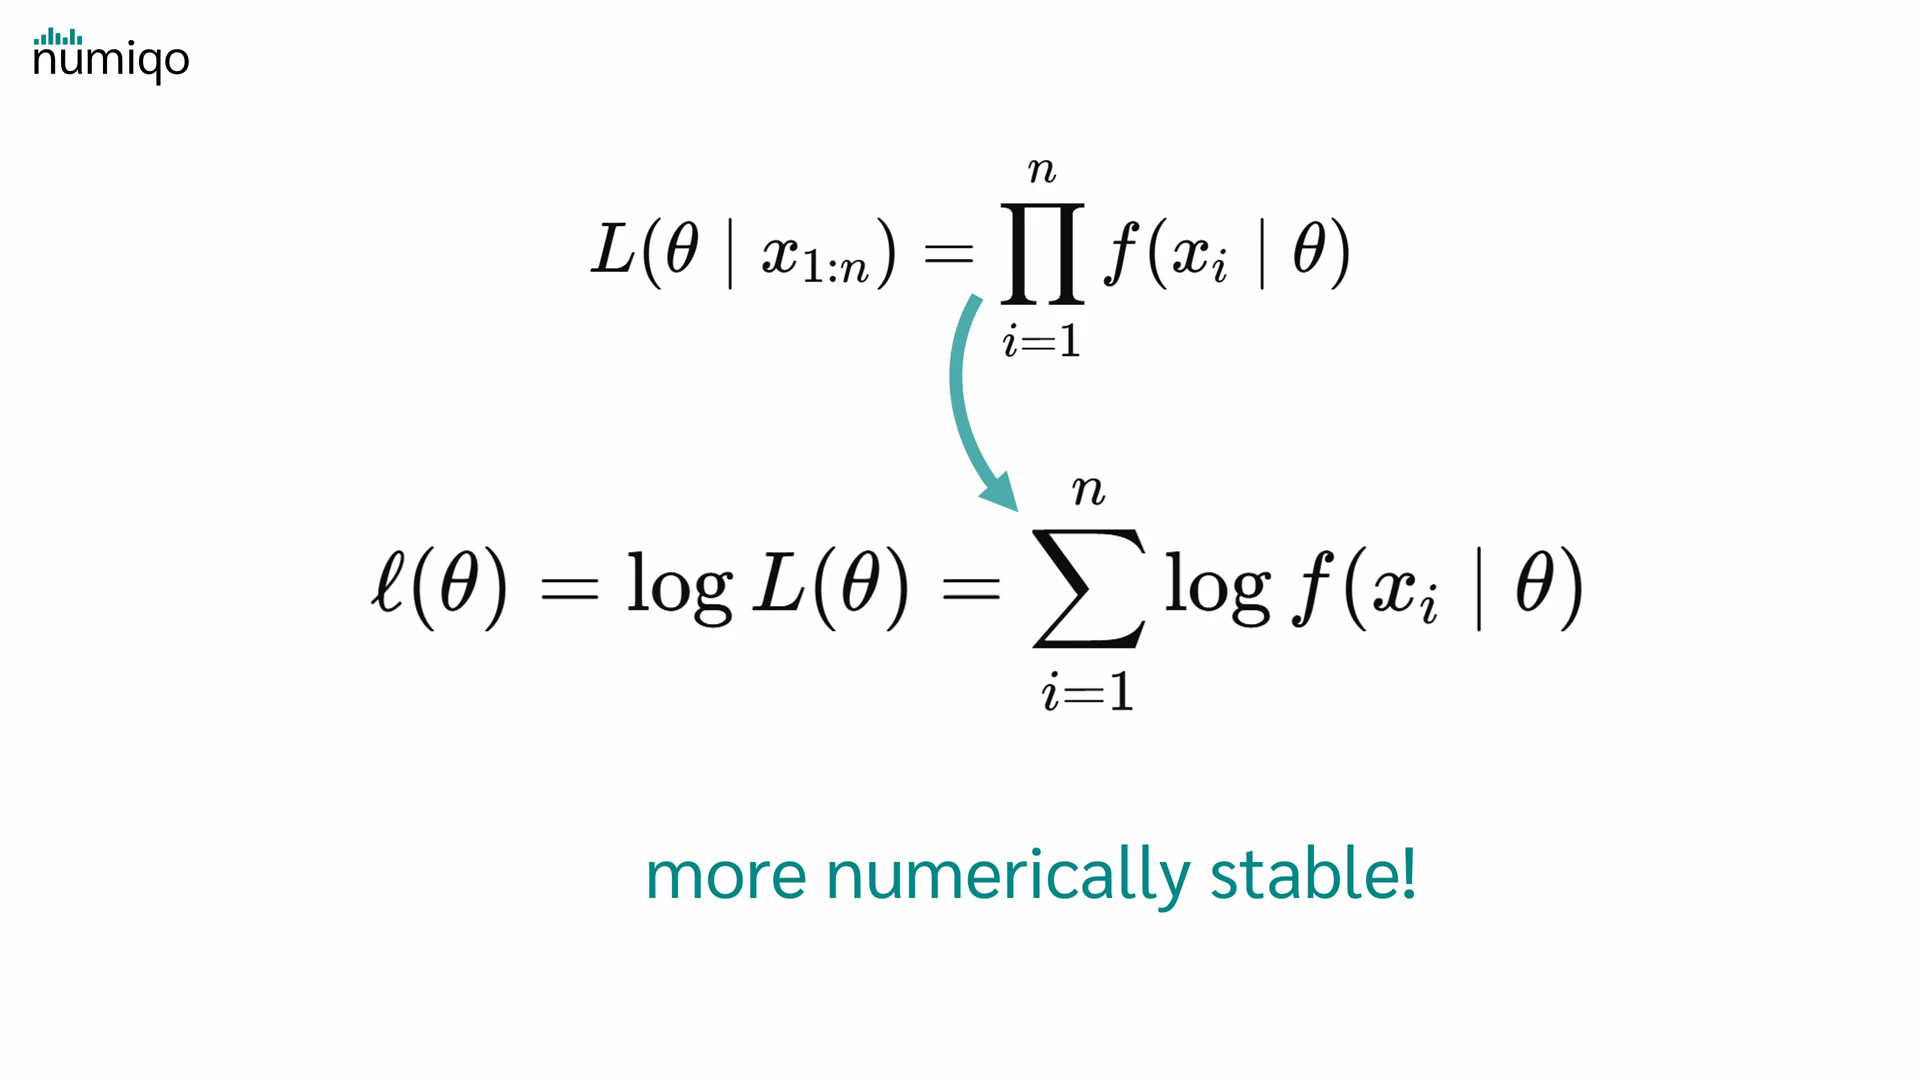 numiqo
L(θ | x_{1:n}) = ∏_{i=1}^{n} f(x_i | θ)
ℓ(θ) = log L(θ) = ∑_{i=1}^{n} log f(x_i | θ)
more numerically stable!